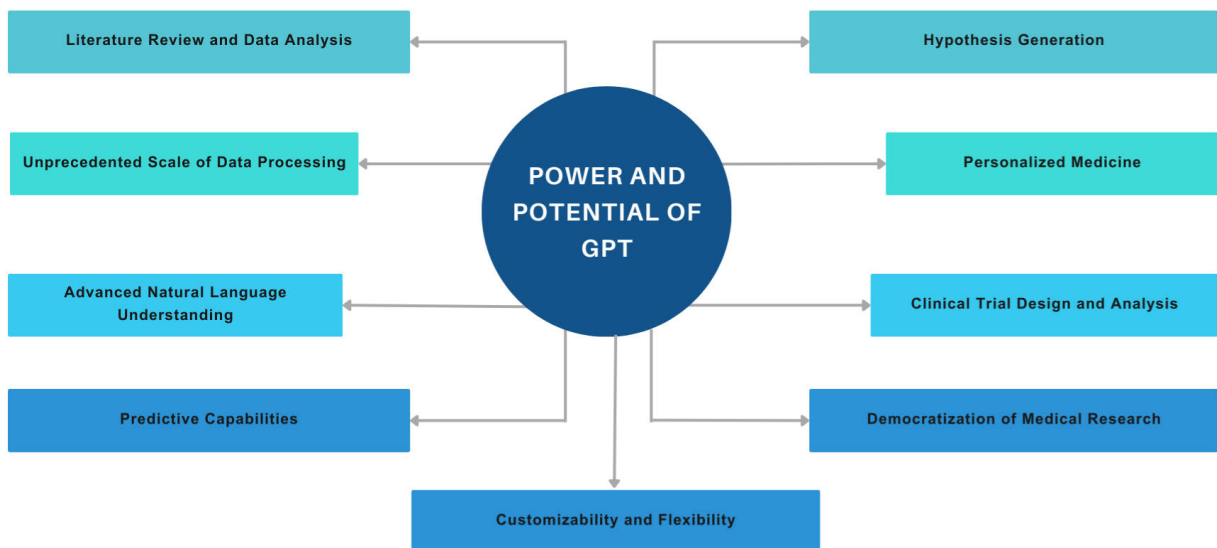 Literature Review and Data Analysis
Hypothesis Generation
POWER AND
POTENTIAL OF
GPT
Unprecedented Scale of Data Processing
Personalized Medicine
Advanced Natural Language
Understanding
Clinical Trial Design and Analysis
Predictive Capabilities
Democratization of Medical Research
Customizability and Flexibility